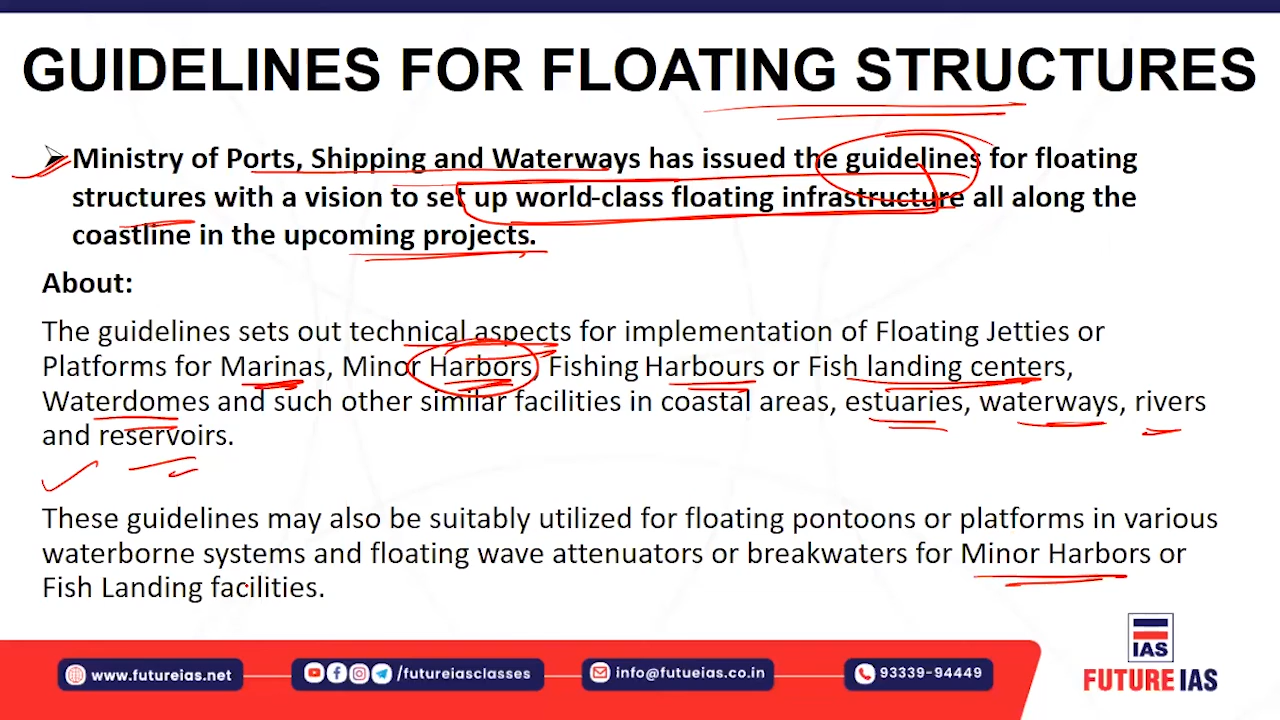 GUIDELINES FOR FLOATING STRUCTURES
Ministry of Ports, Shipping and Waterways has issued the guidelines for floating
structures with a vision to set up world-class floating infrastructure all along the
coastline in the upcoming projects.
About:
The guidelines sets out technical aspects for implementation of Floating Jetties or
Platforms for Marinas, Minor Harbors, Fishing Harbours or Fish landing centers,
Waterdomes and such other similar facilities in coastal areas, estuaries, waterways, rivers
and reservoirs.
These guidelines may also be suitably utilized for floating pontoons or platforms in various
waterborne systems and floating wave attenuators or breakwaters for Minor Harbors or
Fish Landing facilities.
www.futureias.net
/futureiasclasses
info@futueias.co.in
93339-94449
IAS
FUTURE IAS